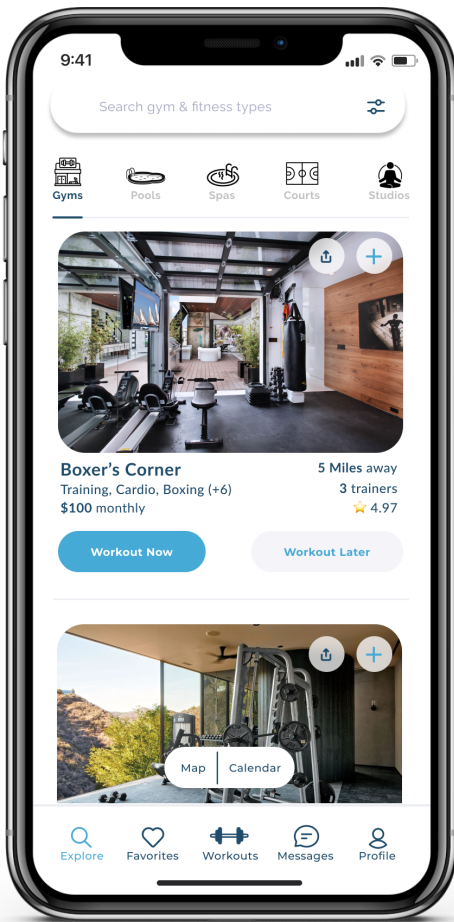 9:41
Search gym & fitness types
Gyms
Pools
Spas
Courts
Studios
Boxer's Corner
5 Miles away
Training, Cardio, Boxing (+6)
3 trainers
$100 monthly
4.97
Workout Now
Workout Later
Map
Calendar
Explore
Favorites
Workouts
Messages
Profile